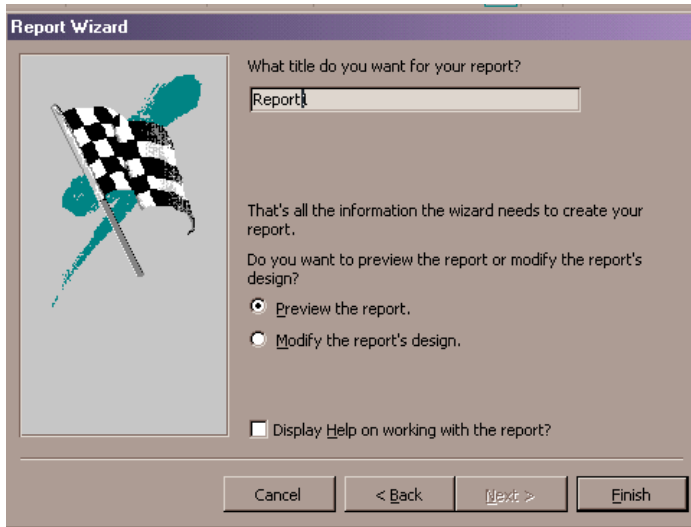 Report Wizard
What title do you want for your report?
Report1
That's all the information the wizard needs to create your
report.
Do you want to preview the report or modify the report's
design?
Preview the report.
Modify the report's design.
Display Help on working with the report?
Cancel
< Back
Next >
Finish